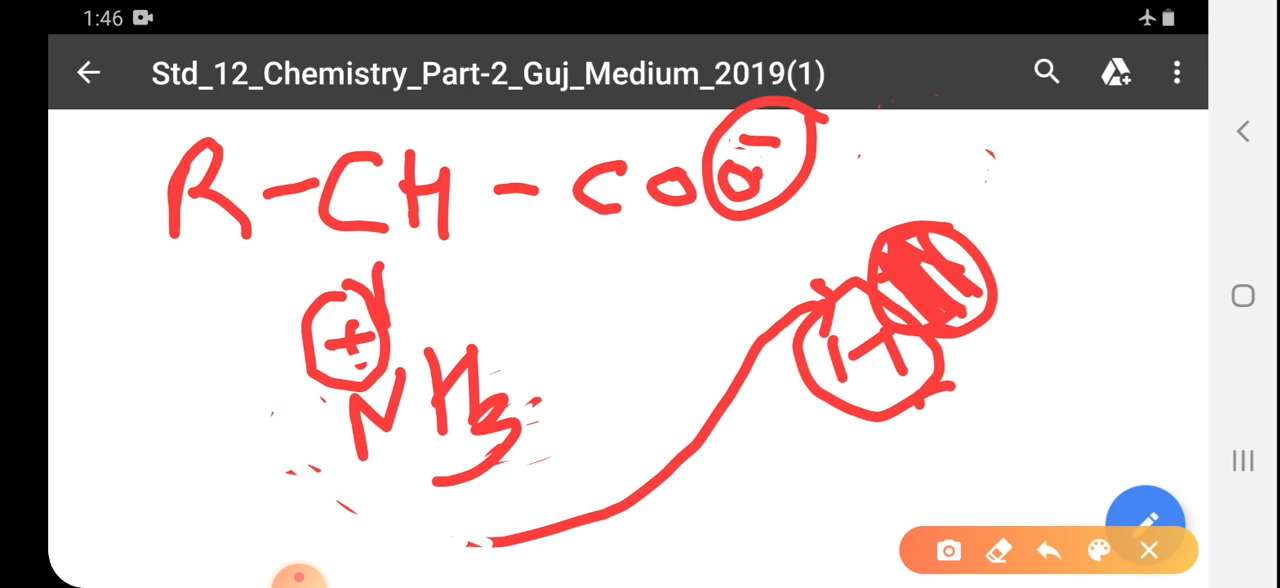 1:46
Std_12_Chemistry_Part-2_Guj_Medium_2019(1)
R-CH-COO⁻
+
NH3
H